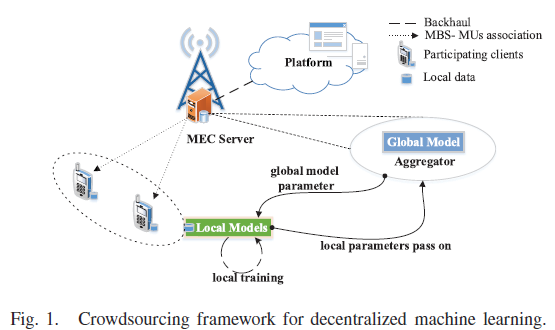 Backhaul
MBS- MUs association
Participating clients
Local data
Platform
MEC Server
Global Model
Aggregator
global model
parameter
Local Models
local parameters pass on
local training
Fig. 1. Crowdsourcing framework for decentralized machine learning.